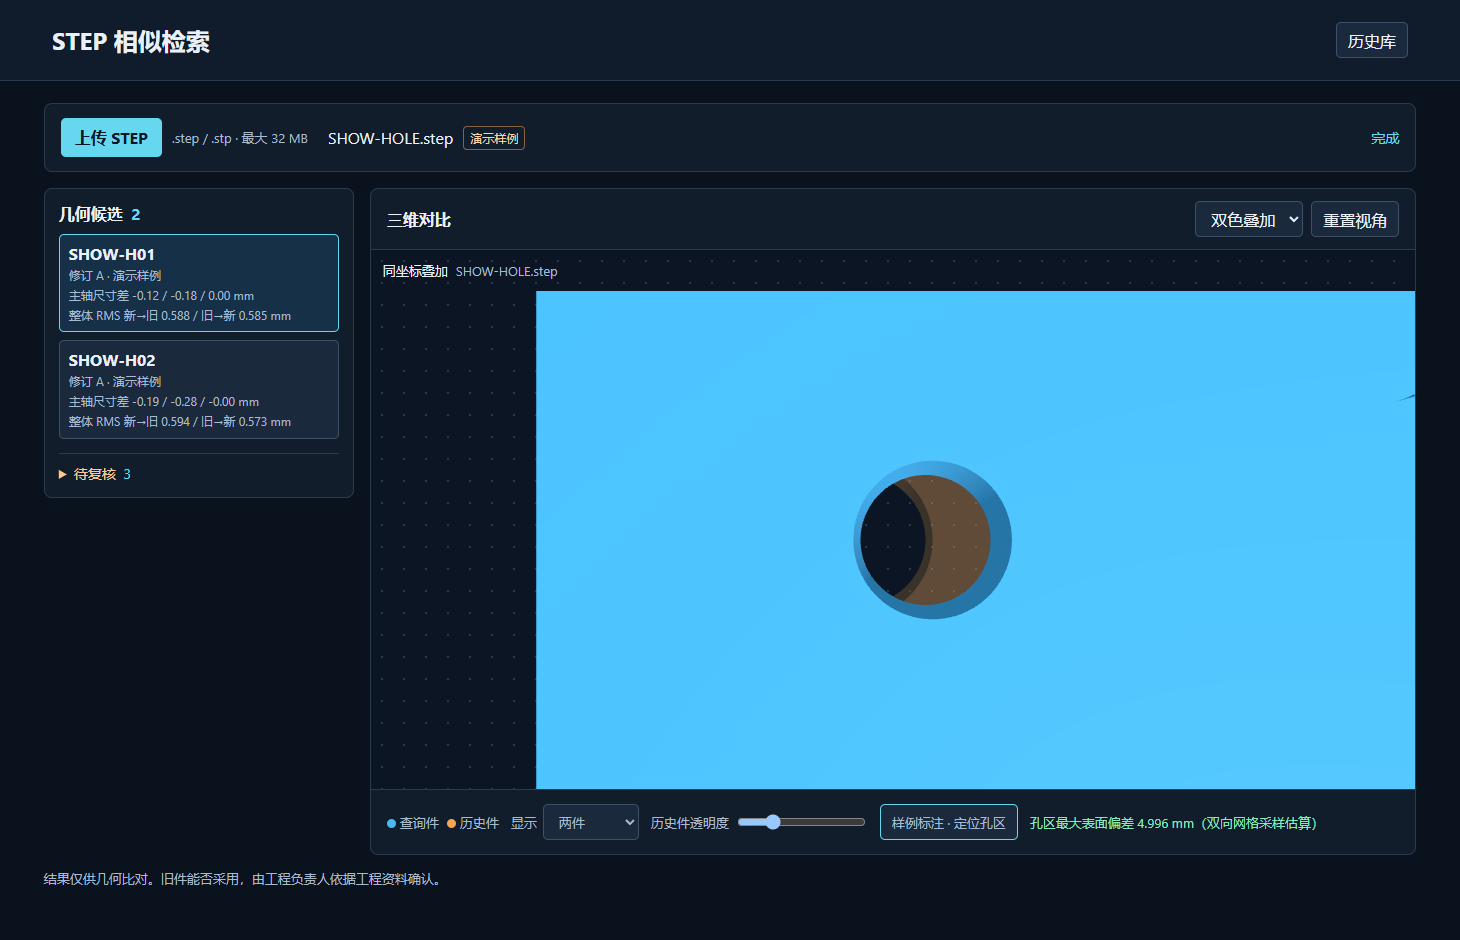 STEP 相似检索
历史库
上传 STEP .step / .stp · 最大 32 MB SHOW-HOLE.step 演示样例 完成
几何候选 2
SHOW-H01
修订 A · 演示样例
主轴尺寸差 -0.12 / -0.18 / 0.00 mm
整体 RMS 新→旧 0.588 / 旧→新 0.585 mm
SHOW-H02
修订 A · 演示样例
主轴尺寸差 -0.19 / -0.28 / -0.00 mm
整体 RMS 新→旧 0.594 / 旧→新 0.573 mm
▶ 待复核 3
三维对比 双色叠加 重置视角
同坐标叠加 SHOW-HOLE.step
查询件 历史件 显示 两件 历史件透明度 样例标注 · 定位孔区 孔区最大表面偏差 4.996 mm（双向网格采样估算）
结果仅供几何比对。旧件能否采用，由工程负责人依据工程资料确认。